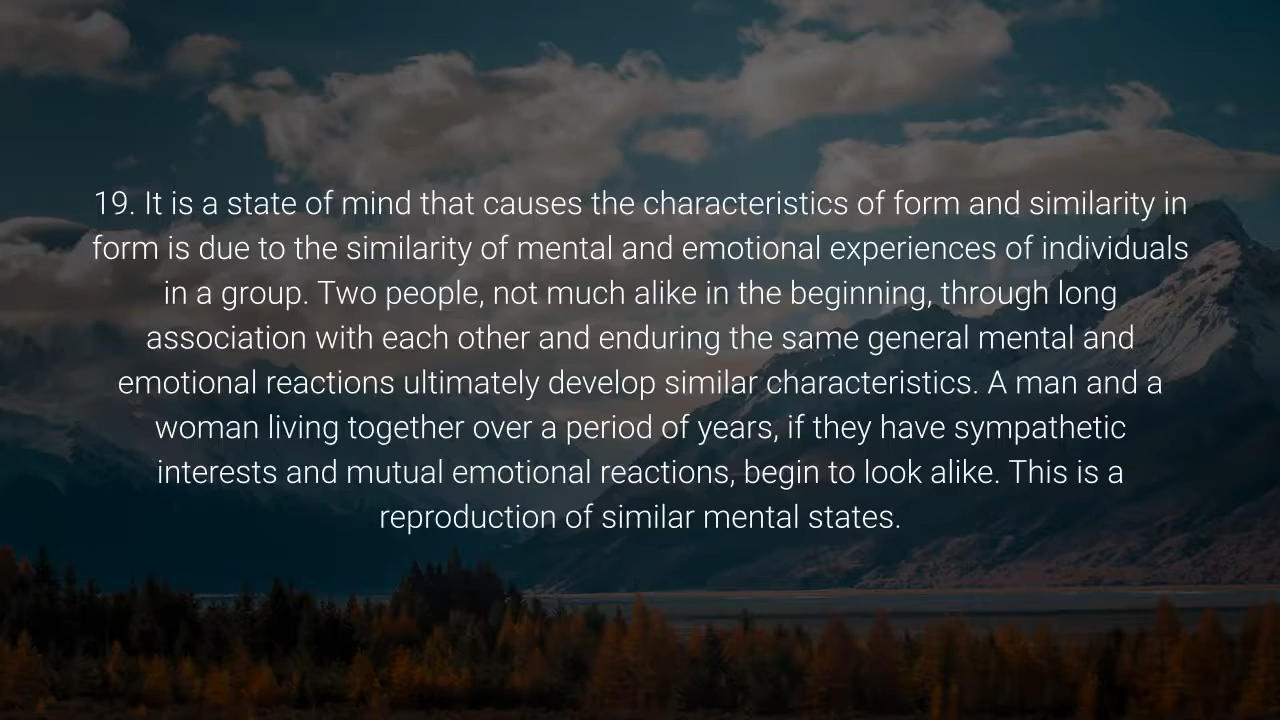 19. It is a state of mind that causes the characteristics of form and similarity in
form is due to the similarity of mental and emotional experiences of individuals
in a group. Two people, not much alike in the beginning, through long
association with each other and enduring the same general mental and
emotional reactions ultimately develop similar characteristics. A man and a
woman living together over a period of years, if they have sympathetic
interests and mutual emotional reactions, begin to look alike. This is a
reproduction of similar mental states.